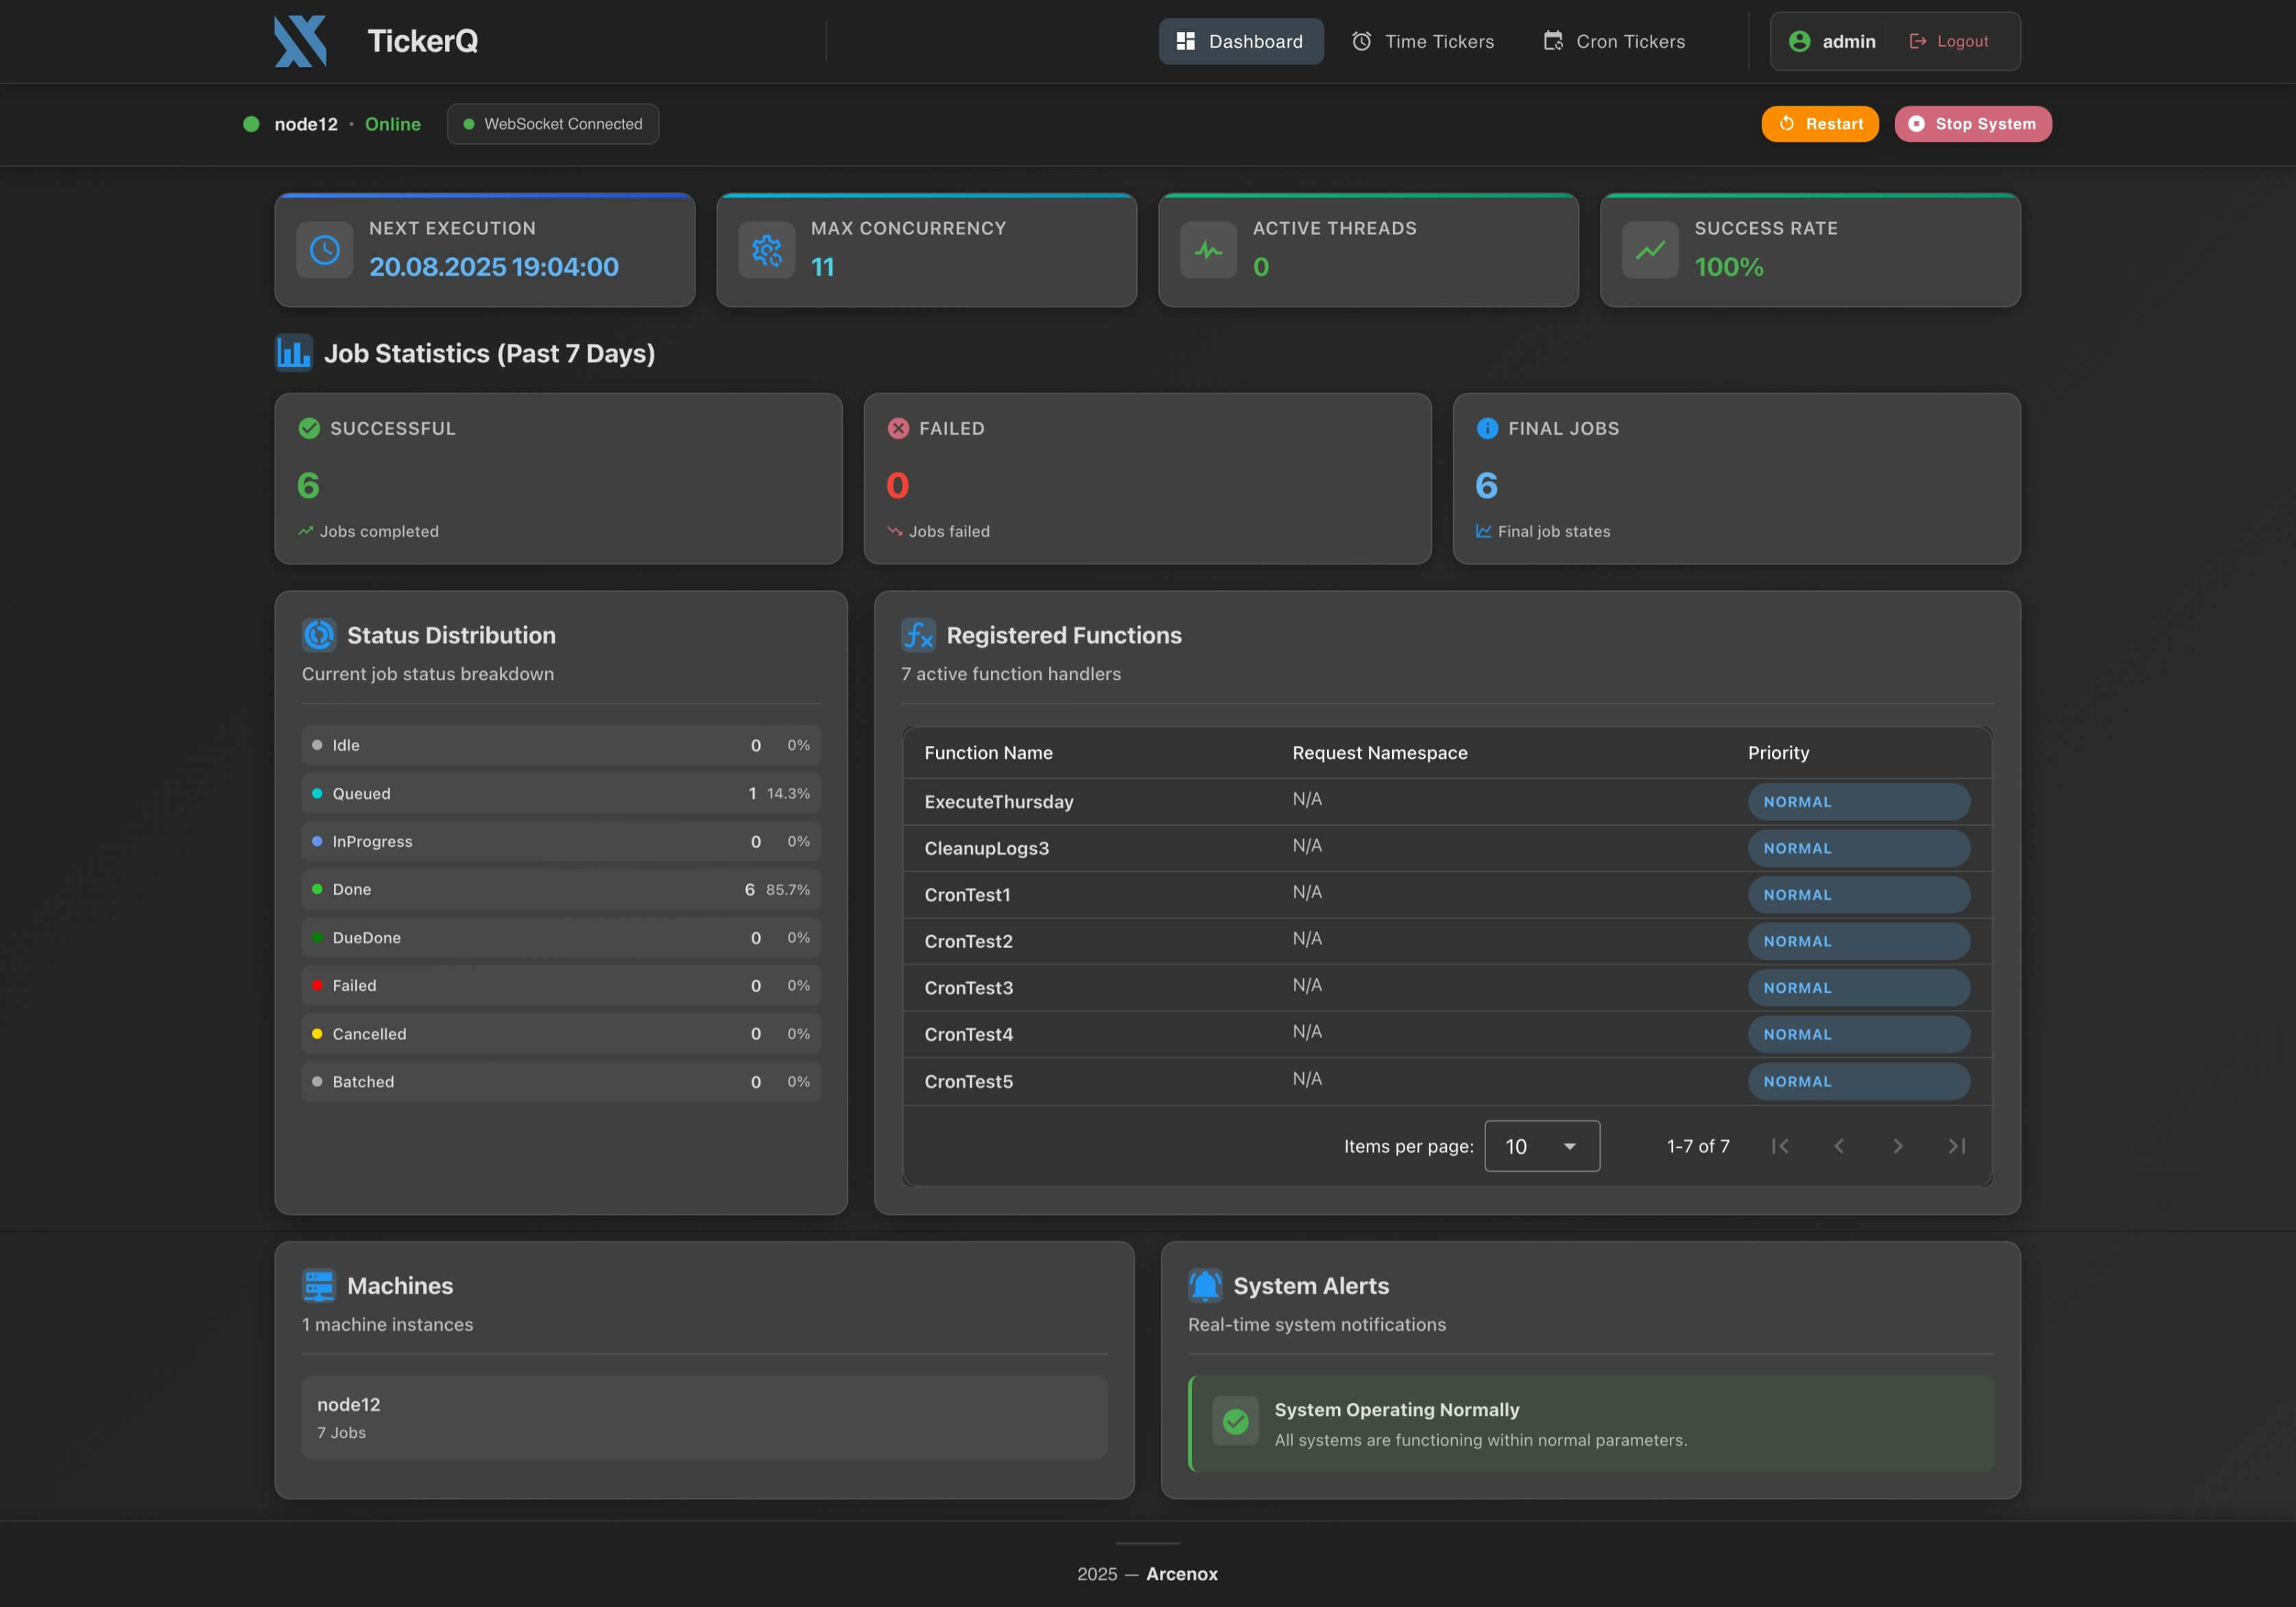 TickerQ
Dashboard
Time Tickers
Cron Tickers
admin
Logout
node12 • Online
WebSocket Connected
Restart
Stop System
NEXT EXECUTION
20.08.2025 19:04:00
MAX CONCURRENCY
11
ACTIVE THREADS
0
SUCCESS RATE
100%
Job Statistics (Past 7 Days)
SUCCESSFUL
6
Jobs completed
FAILED
0
Jobs failed
FINAL JOBS
6
Final job states
Status Distribution
Current job status breakdown
Idle 0 0%
Queued 1 14.3%
InProgress 0 0%
Done 6 85.7%
DueDone 0 0%
Failed 0 0%
Cancelled 0 0%
Batched 0 0%
Registered Functions
7 active function handlers
Function Name Request Namespace Priority
ExecuteThursday N/A NORMAL
CleanupLogs3 N/A NORMAL
CronTest1 N/A NORMAL
CronTest2 N/A NORMAL
CronTest3 N/A NORMAL
CronTest4 N/A NORMAL
CronTest5 N/A NORMAL
Items per page: 10 1-7 of 7
Machines
1 machine instances
node12
7 Jobs
System Alerts
Real-time system notifications
System Operating Normally
All systems are functioning within normal parameters.
2025 — Arcenox